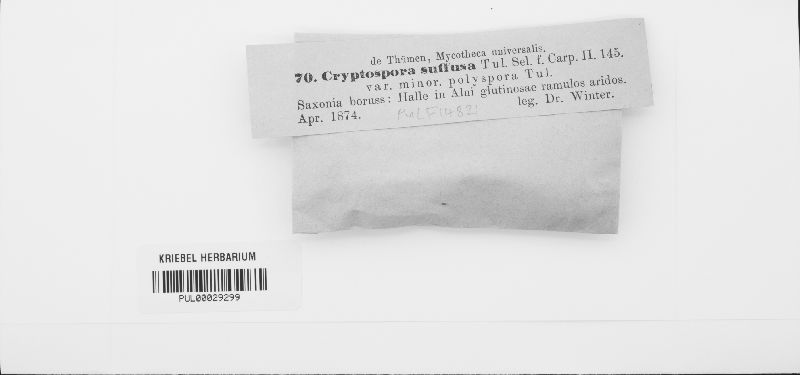 de Thümen, Mycotheca universalis.
70. Cryptospora suffusa Tul. Sel. f. Carp. II. 145.
var. minor. polyspora Tul.
Saxonia boruss: Halle in Alni glutinosae ramulos aridos.
Apr. 1874. leg. Dr. Winter.
PULF14821
KRIEBEL HERBARIUM
PUL00029299